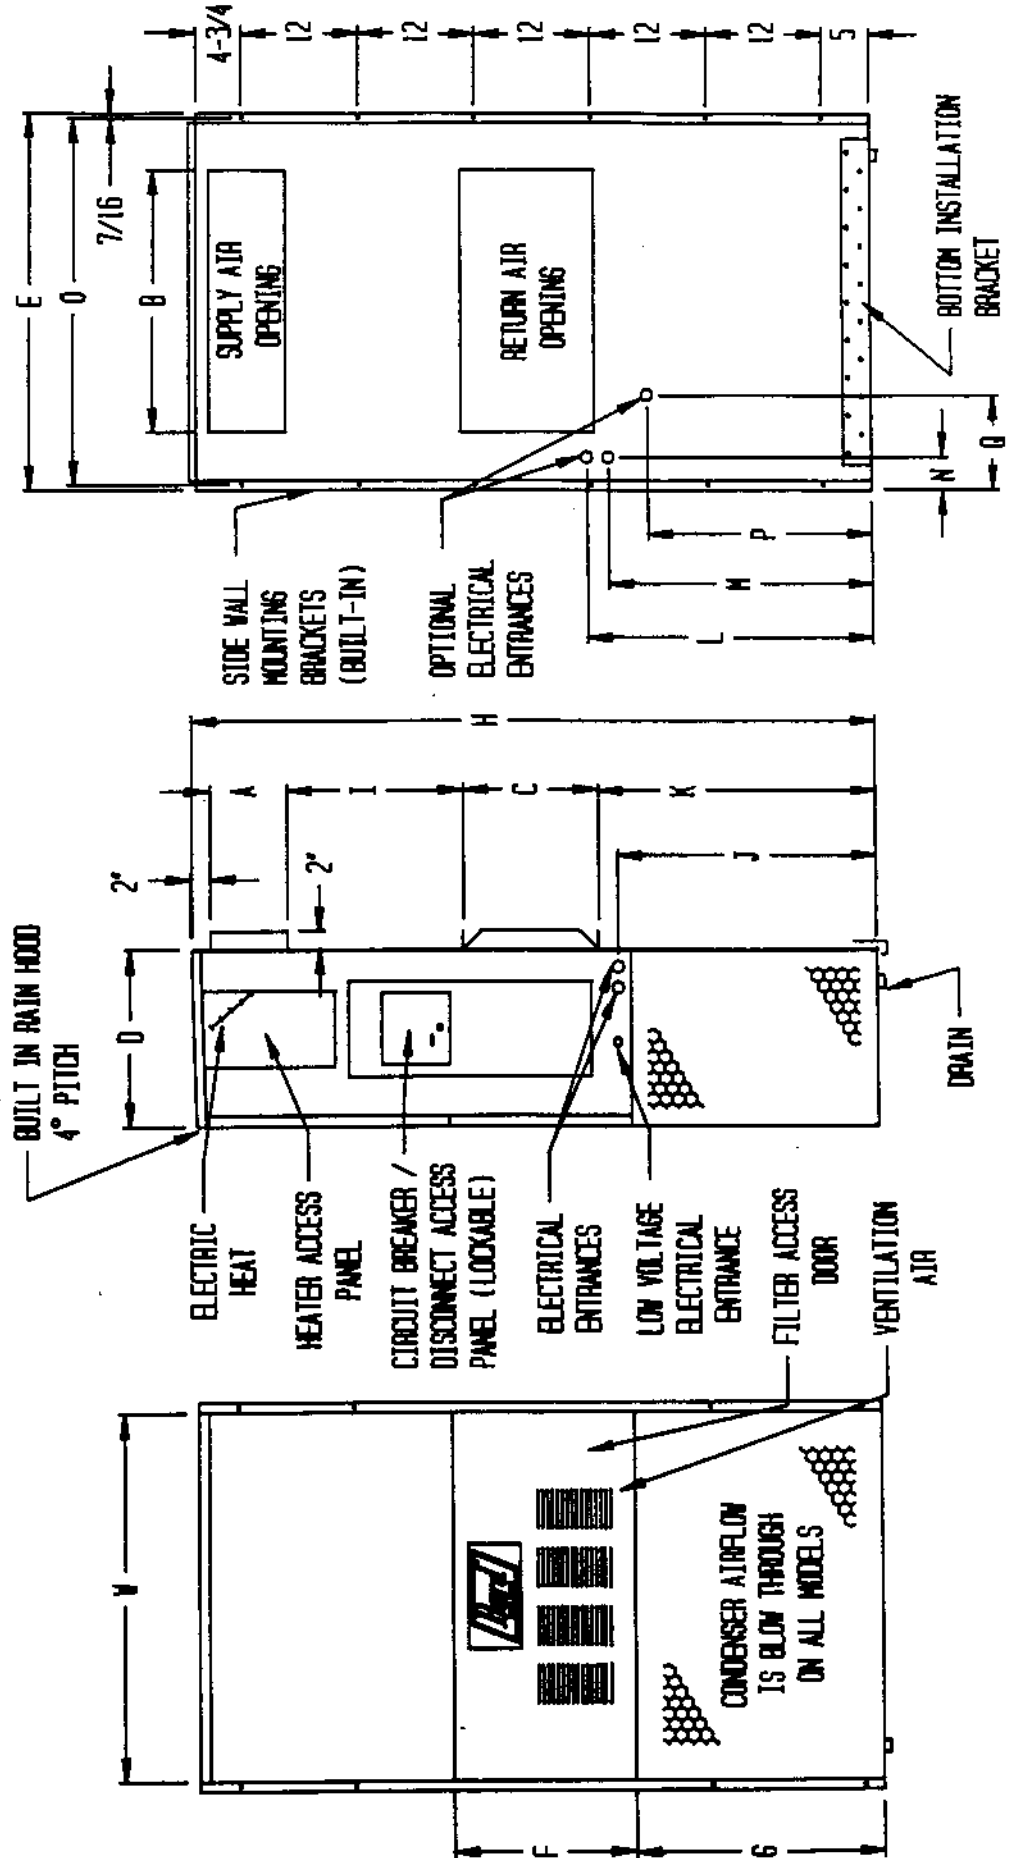 BUILT IN RAIN HOOD
4° PITCH
D
2"
2"
A
I
C
K
J
H
ELECTRIC
HEAT
HEATER ACCESS
PANEL
CIRCUIT BREAKER /
DISCONNECT ACCESS
PANEL (LOCKABLE)
ELECTRICAL
ENTRANCES
LOW VOLTAGE
ELECTRICAL
ENTRANCE
FILTER ACCESS
DOOR
VENTILATION
AIR
DRAIN
W
Bard
CONDENSER AIRFLOW
IS BLOW THROUGH
ON ALL MODELS
F
G
E
O
7/16
B
4-3/4
12
12
12
12
12
5
SUPPLY AIR
OPENING
RETURN AIR
OPENING
SIDE WALL
MOUNTING
BRACKETS
(BUILT-IN)
OPTIONAL
ELECTRICAL
ENTRANCES
L
M
P
N
Q
BOTTOM INSTALLATION
BRACKET